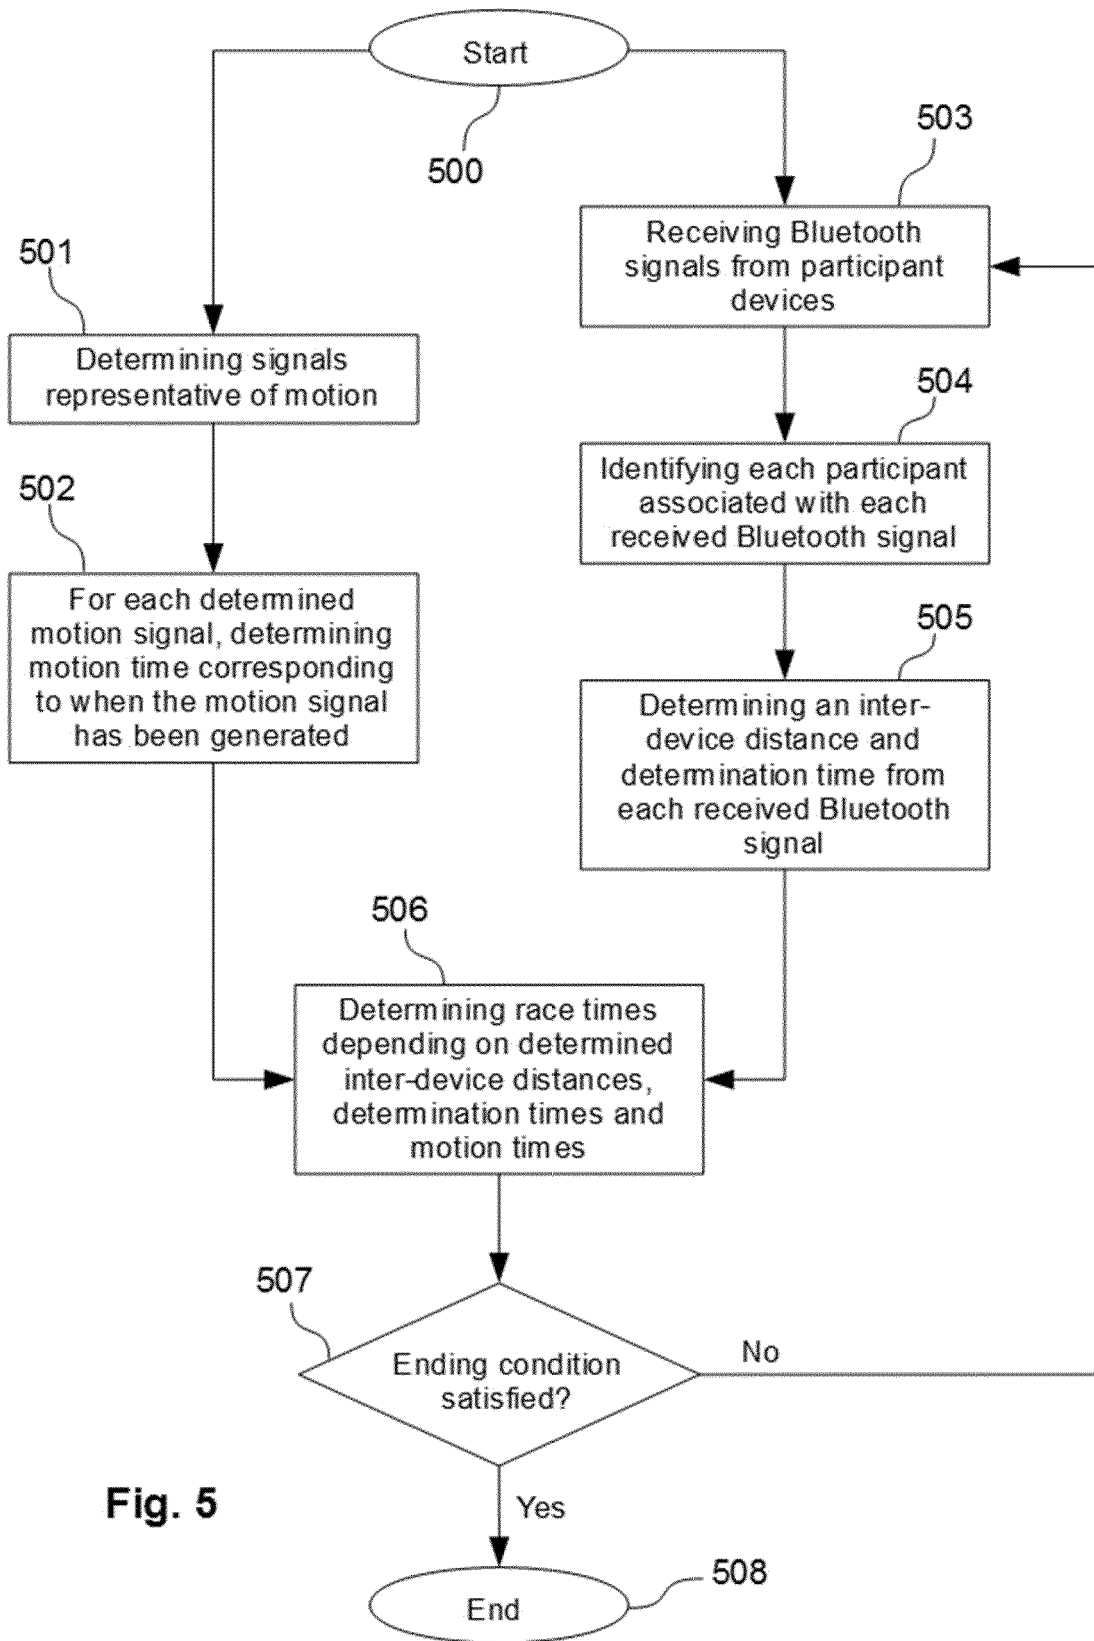 Start
500
503
Receiving Bluetooth
signals from participant
devices
501
Determining signals
representative of motion
504
Identifying each participant
associated with each
received Bluetooth signal
502
For each determined
motion signal, determining
motion time corresponding
to when the motion signal
has been generated
505
Determining an inter-
device distance and
determination time from
each received Bluetooth
signal
506
Determining race times
depending on determined
inter-device distances,
determination times and
motion times
507
Ending condition
satisfied?
No
Yes
Fig. 5
End
508